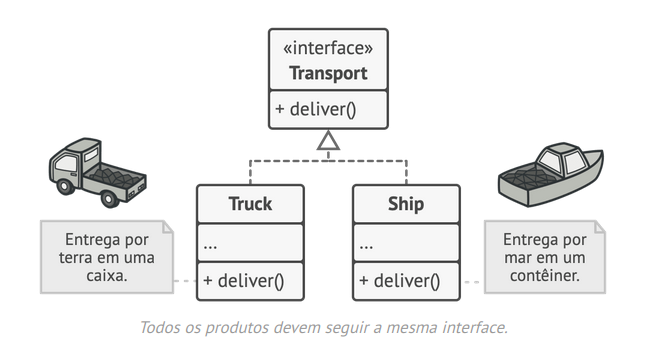 «interface»
Transport
+ deliver()
Truck
...
+ deliver()
Ship
...
+ deliver()
Entrega por
terra em uma
caixa.
Entrega por
mar em um
contêiner.
Todos os produtos devem seguir a mesma interface.